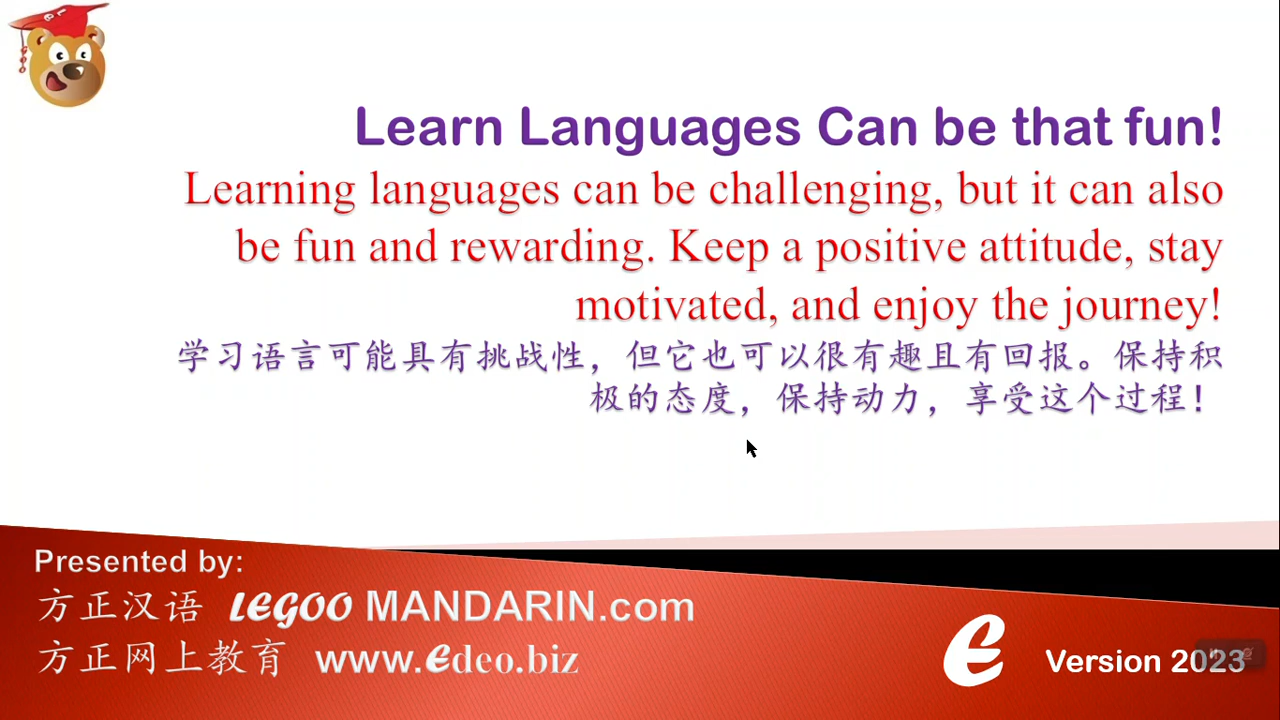 Learn Languages Can be that fun!
Learning languages can be challenging, but it can also
be fun and rewarding. Keep a positive attitude, stay
motivated, and enjoy the journey!
学习语言可能具有挑战性，但它也可以很有趣且有回报。保持积
极的态度，保持动力，享受这个过程！
Presented by:
方正汉语 LEGOO MANDARIN.com
方正网上教育 www.edeo.biz
e Version 2023